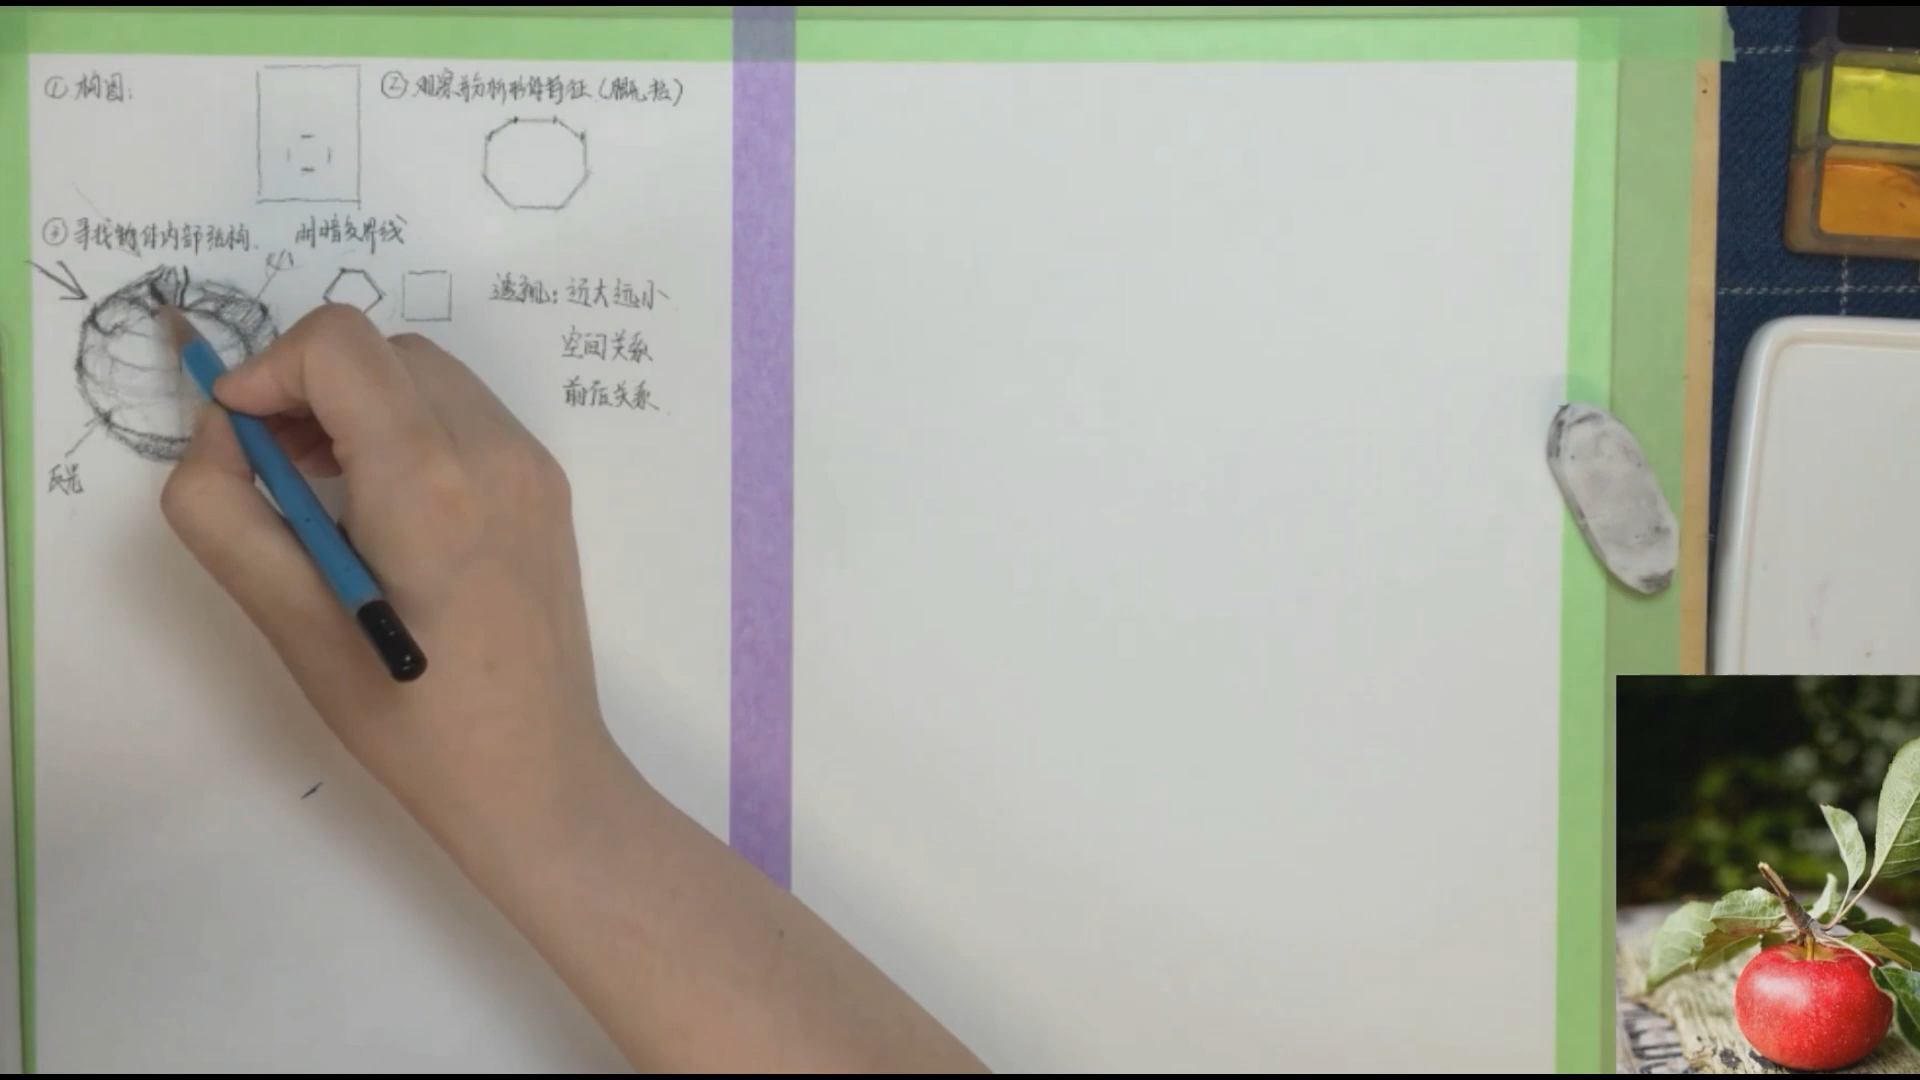 ① 构图:
② 观察并分析形体特征(概括)
③ 寻找物体内部结构.
明暗交界线
透视: 近大远小
空间关系
前后关系.
反光